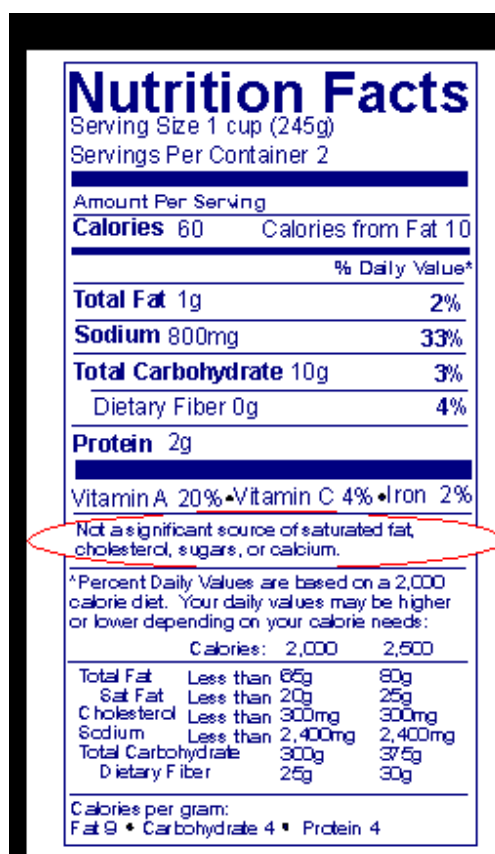 Nutrition Facts
Serving Size 1 cup (245g)
Servings Per Container 2
Amount Per Serving
Calories 60 Calories from Fat 10
% Daily Value*
Total Fat 1g 2%
Sodium 800mg 33%
Total Carbohydrate 10g 3%
Dietary Fiber 0g 4%
Protein 2g
Vitamin A 20%•Vitamin C 4%•Iron 2%
Not a significant source of saturated fat,
cholesterol, sugars, or calcium.
*Percent Daily Values are based on a 2,000
calorie diet. Your daily values may be higher
or lower depending on your calorie needs:
Calories: 2,000 2,500
Total Fat Less than 65g 80g
Sat Fat Less than 20g 25g
Cholesterol Less than 300mg 300mg
Sodium Less than 2,400mg 2,400mg
Total Carbohydrate 300g 375g
Dietary Fiber 25g 30g
Calories per gram:
Fat 9 • Carbohydrate 4 • Protein 4